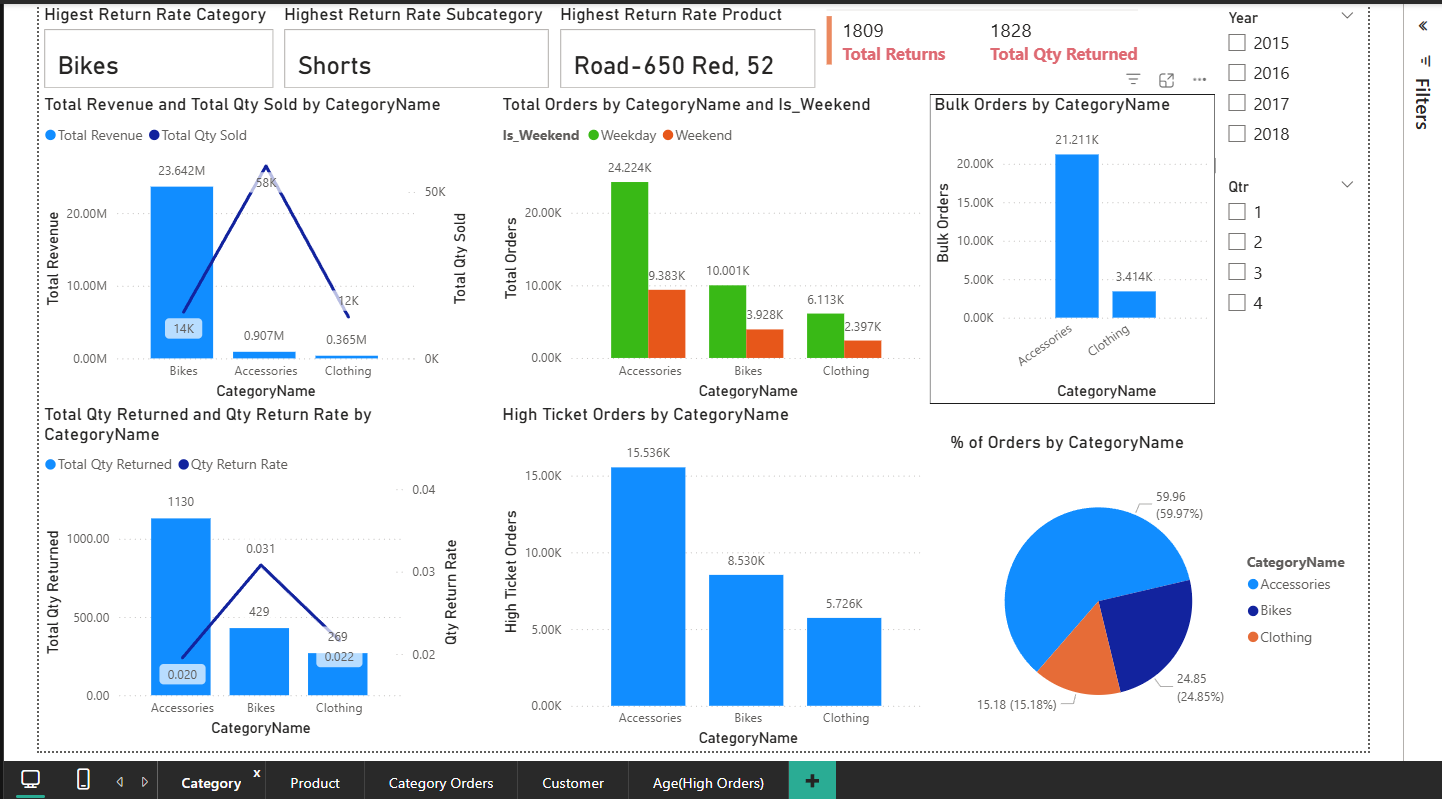 Higest Return Rate Category
Bikes
Highest Return Rate Subcategory
Shorts
Highest Return Rate Product
Road-650 Red, 52
1809
Total Returns
1828
Total Qty Returned
Year
2015
2016
2017
2018
Qtr
1
2
3
4
Filters
Total Revenue and Total Qty Sold by CategoryName
Total Revenue
Total Qty Sold
Total Revenue
20.00M
10.00M
0.00M
23.642M
0.907M
0.365M
58K
14K
12K
50K
0K
Total Qty Sold
Bikes
Accessories
Clothing
CategoryName
Total Orders by CategoryName and Is_Weekend
Is_Weekend
Weekday
Weekend
Total Orders
20.00K
10.00K
0.00K
24.224K
9.383K
10.001K
3.928K
6.113K
2.397K
Accessories
Bikes
Clothing
CategoryName
Bulk Orders by CategoryName
Bulk Orders
20.00K
15.00K
10.00K
5.00K
0.00K
21.211K
3.414K
Accessories
Clothing
CategoryName
Total Qty Returned and Qty Return Rate by
CategoryName
Total Qty Returned
Qty Return Rate
Total Qty Returned
1000.00
500.00
0.00
1130
429
269
0.020
0.031
0.022
0.04
0.03
0.02
Qty Return Rate
Accessories
Bikes
Clothing
CategoryName
High Ticket Orders by CategoryName
High Ticket Orders
15.00K
10.00K
5.00K
0.00K
15.536K
8.530K
5.726K
Accessories
Bikes
Clothing
CategoryName
% of Orders by CategoryName
59.96
(59.97%)
24.85
(24.85%)
15.18 (15.18%)
CategoryName
Accessories
Bikes
Clothing
Category
x
Product
Category Orders
Customer
Age(High Orders)
+